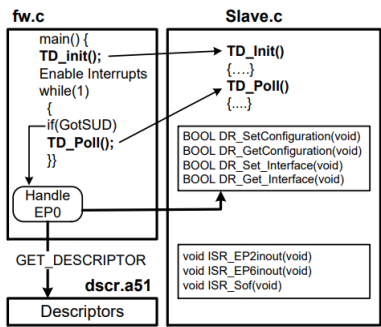 fw.c
main() {
TD_init();
Enable Interrupts
while(1)
{
if(GotSUD)
TD_Poll();
}}
Handle
EP0
GET_DESCRIPTOR
dscr.a51
Descriptors
Slave.c
TD_Init()
{....}
TD_Poll()
{....}
BOOL DR_SetConfiguration(void)
BOOL DR_GetConfiguration(void)
BOOL DR_Set_Interface(void)
BOOL DR_Get_Interface(void)
void ISR_EP2inout(void)
void ISR_EP6inout(void)
void ISR_Sof(void)